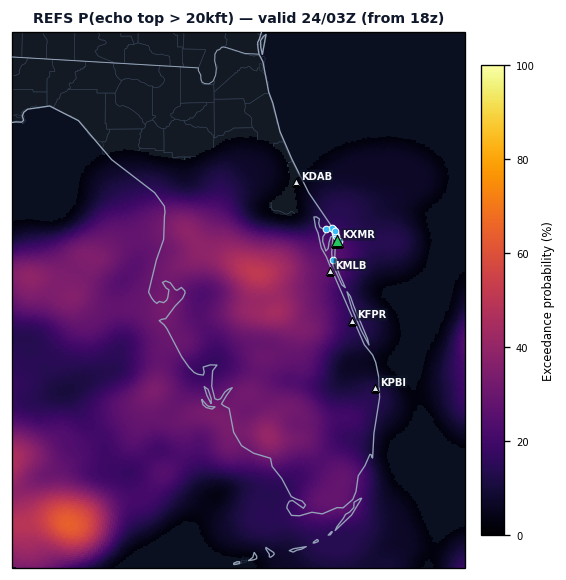 REFS P(echo top > 20kft) — valid 24/03Z (from 18z)
KDAB
KXMR
KMLB
KFPR
KPBI
100
80
60
40
20
0
Exceedance probability (%)